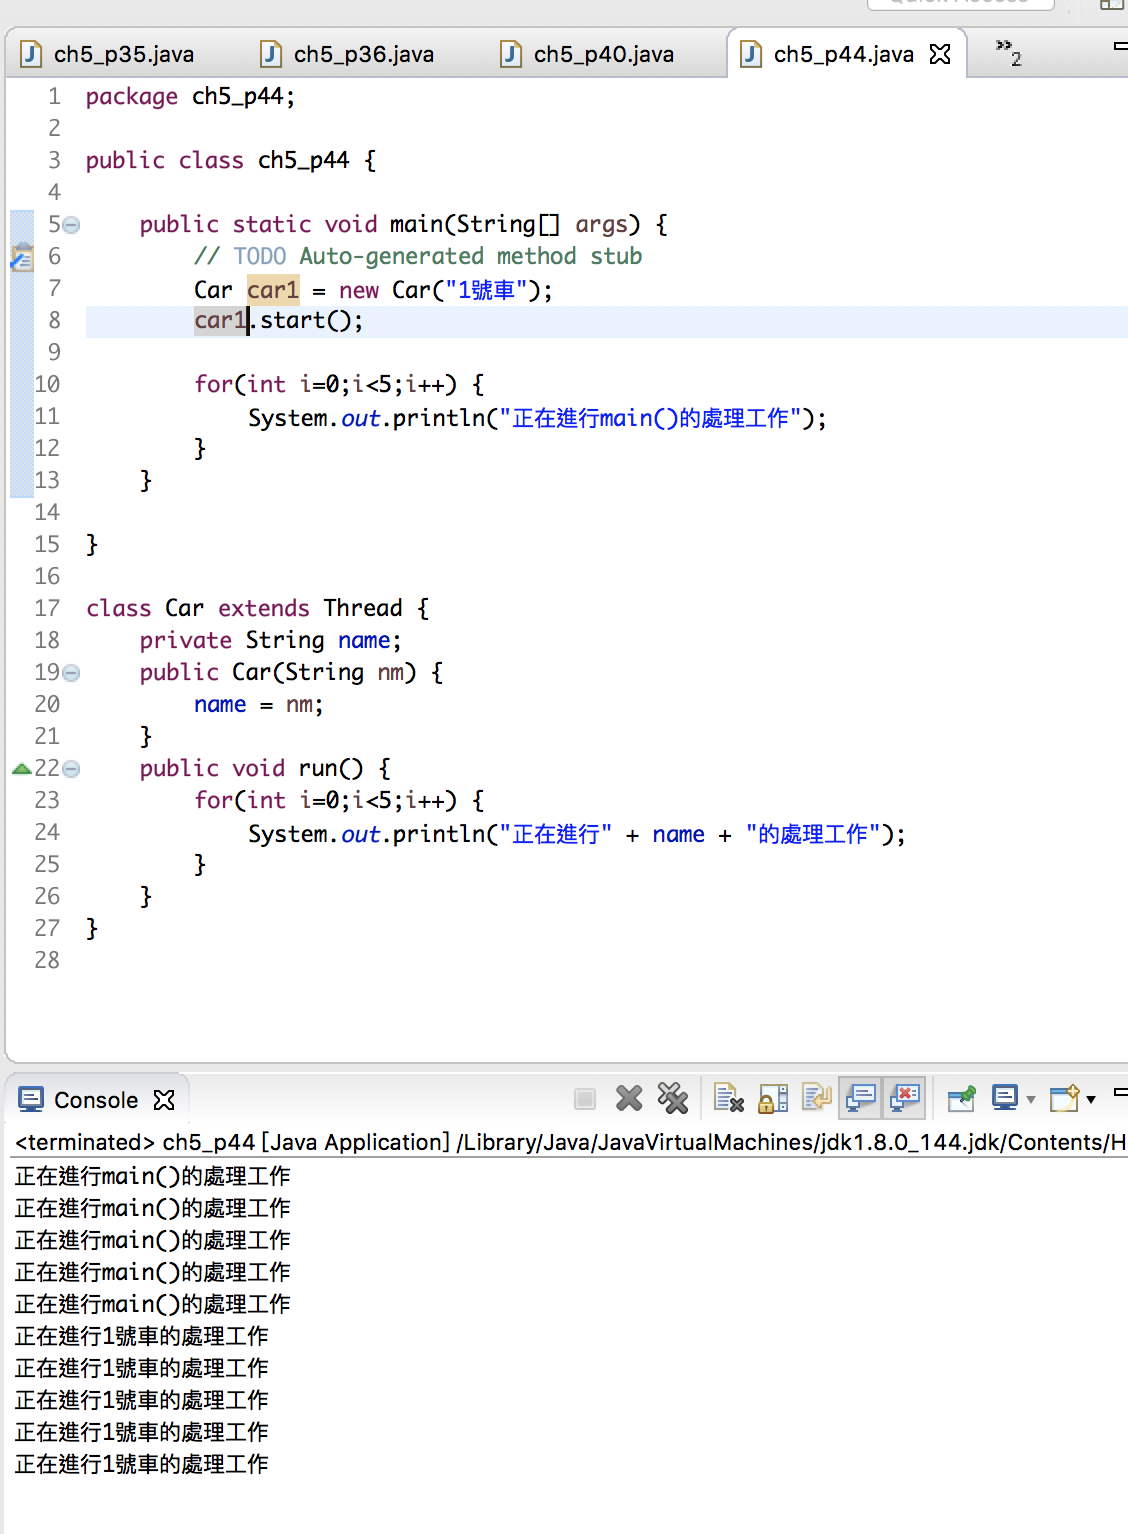 ch5_p35.java ch5_p36.java ch5_p40.java ch5_p44.java »2
1 package ch5_p44;
2
3 public class ch5_p44 {
4
5 public static void main(String[] args) {
6 // TODO Auto-generated method stub
7 Car car1 = new Car("1號車");
8 car1.start();
9
10 for(int i=0;i<5;i++) {
11 System.out.println("正在進行main()的處理工作");
12 }
13 }
14
15 }
16
17 class Car extends Thread {
18 private String name;
19 public Car(String nm) {
20 name = nm;
21 }
22 public void run() {
23 for(int i=0;i<5;i++) {
24 System.out.println("正在進行" + name + "的處理工作");
25 }
26 }
27 }
28
Console
<terminated> ch5_p44 [Java Application] /Library/Java/JavaVirtualMachines/jdk1.8.0_144.jdk/Contents/H
正在進行main()的處理工作
正在進行main()的處理工作
正在進行main()的處理工作
正在進行main()的處理工作
正在進行main()的處理工作
正在進行1號車的處理工作
正在進行1號車的處理工作
正在進行1號車的處理工作
正在進行1號車的處理工作
正在進行1號車的處理工作